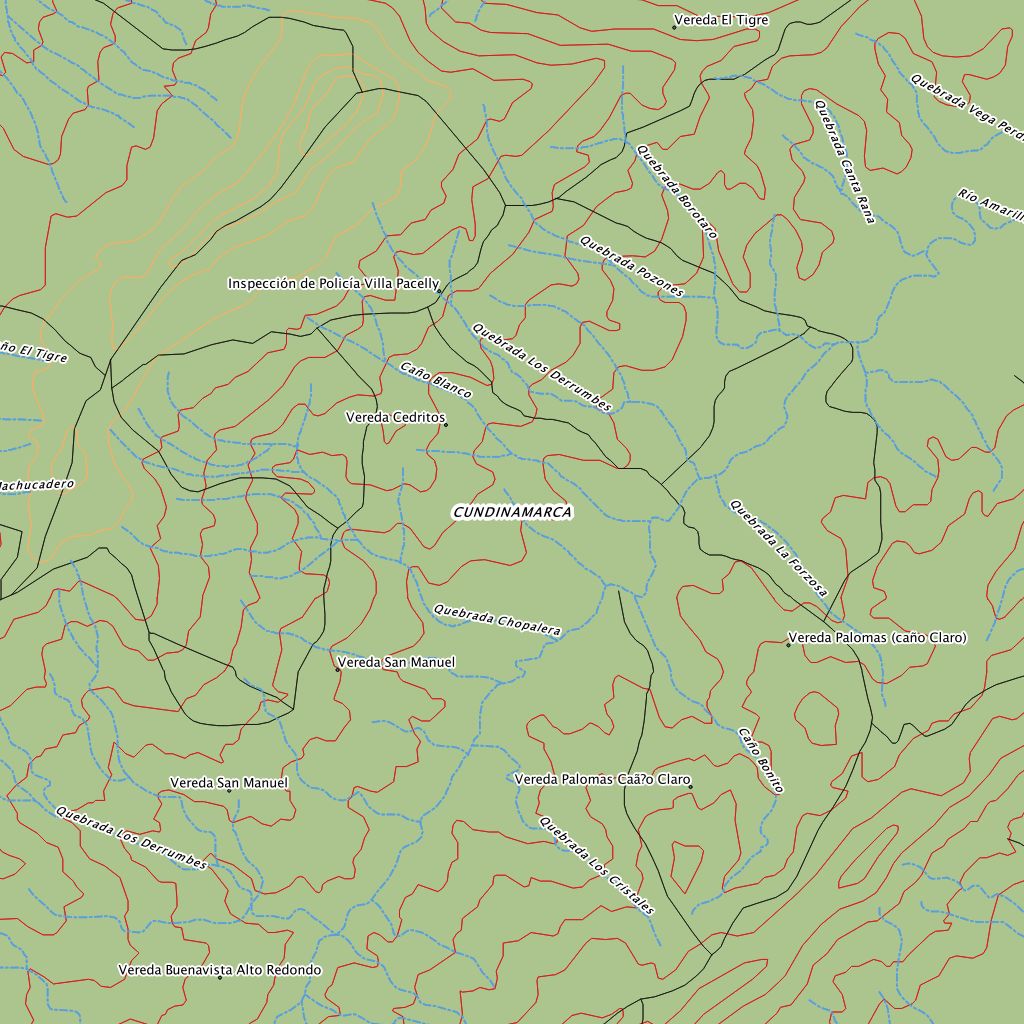 Vereda El Tigre
Quebrada Vega Perdi
Quebrada Canta Rana
Quebrada Borotaro
Río Amarill
Quebrada Pozones
Inspección de Policía Villa Pacelly
Quebrada Los Derrumbes
ño El Tigre
Caño Blanco
Vereda Cedritos
Machucadero
CUNDINAMARCA
Quebrada La Forzosa
Quebrada Chopalera
Vereda Palomas (caño Claro)
Vereda San Manuel
Caño Bonito
Vereda San Manuel
Vereda Palomas Caã?o Claro
Quebrada Los Derrumbes
Quebrada Los Cristales
Vereda Buenavista Alto Redondo